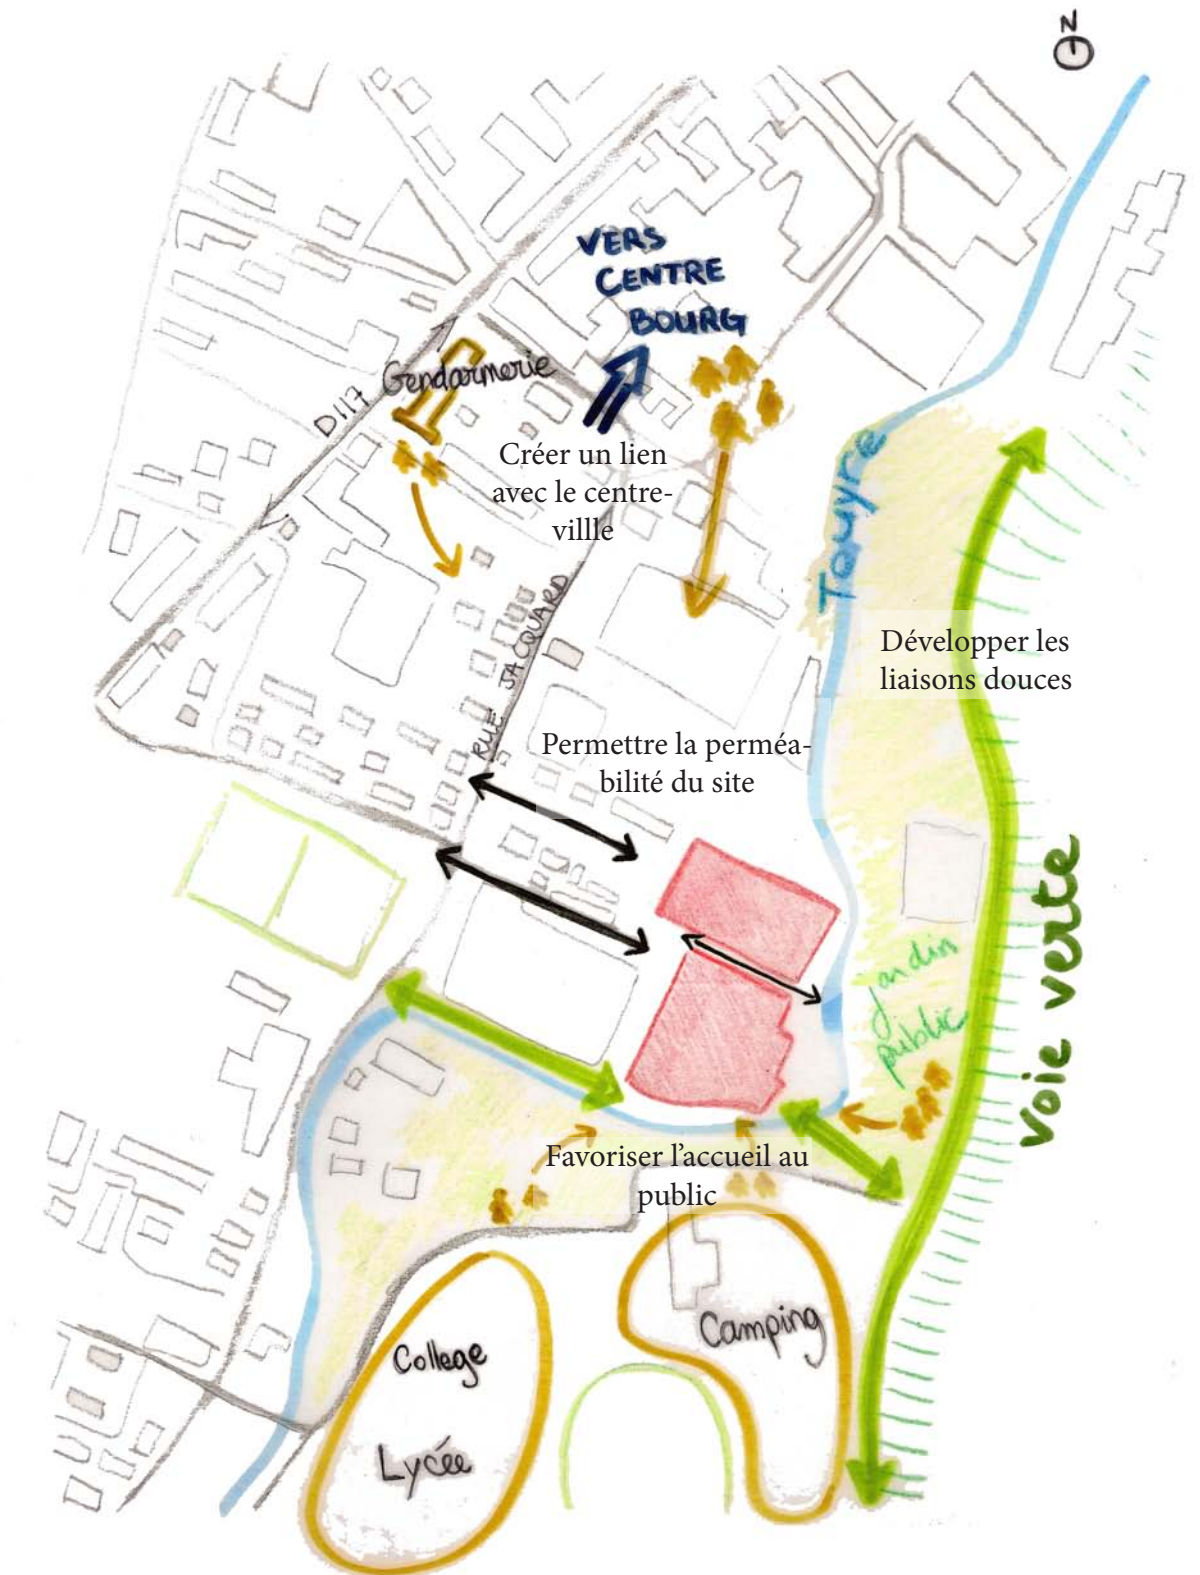 N
VERS
CENTRE
BOURG
Gendarmerie
D117
Créer un lien
avec le centre-
villle
Touyre
RUE JACQUARD
Développer les
liaisons douces
Permettre la perméa-
bilité du site
Voie verte
jardin
public
Favoriser l'accueil au
public
Camping
College
Lycée